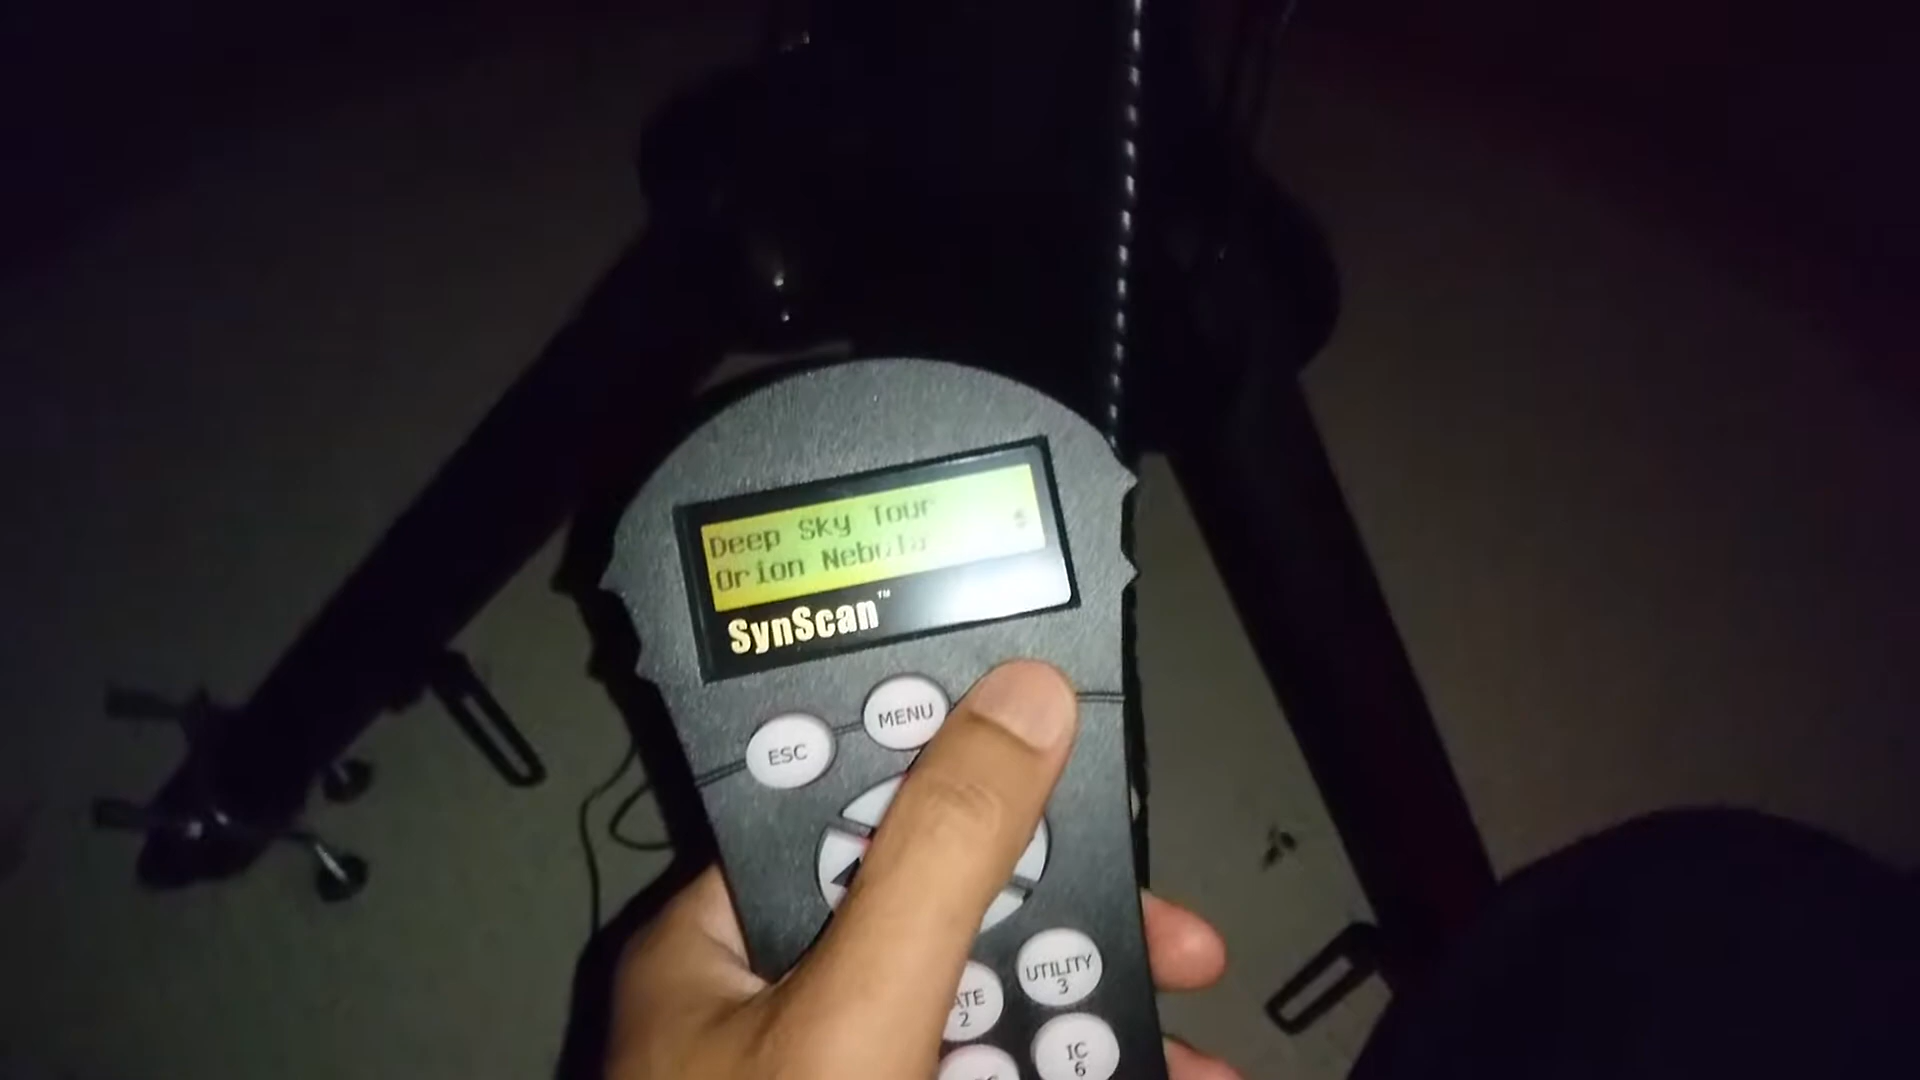 Deep Sky Tour
Orion Nebula
SynScan™
ESC
MENU
UTILITY
3
2
IC
6